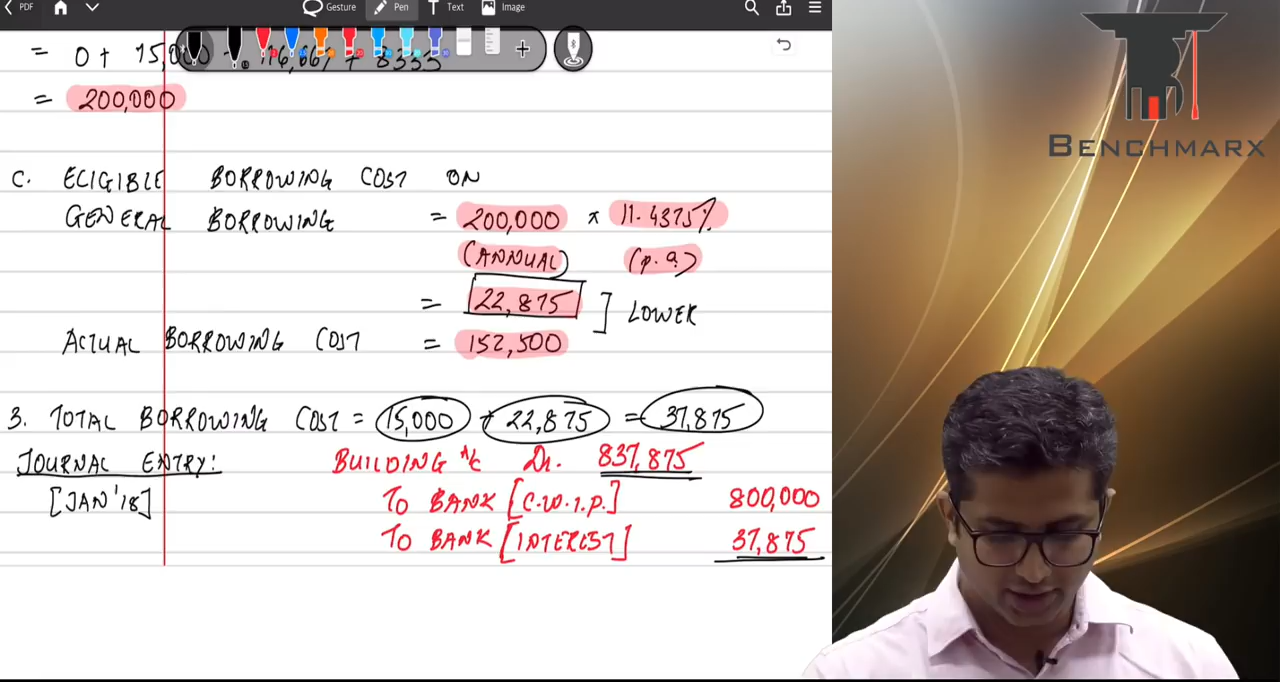 PDF Gesture Pen Text Image
= 0 + 15,000 + 116,667 + 8333
= 200,000
C. ELIGIBLE BORROWING COST ON
GENERAL BORROWING = 200,000 x 11.4375%
(ANNUAL) (p.a)
= 22,875 ] LOWER
ACTUAL BORROWING COST = 152,500
3. TOTAL BORROWING COST = 15,000 + 22,875 = 37,875
JOURNAL ENTRY: BUILDING A/C Dr. 837,875
[JAN'18] TO BANK [C.W.I.P.] 800,000
TO BANK [INTEREST] 37,875
BENCHMARX